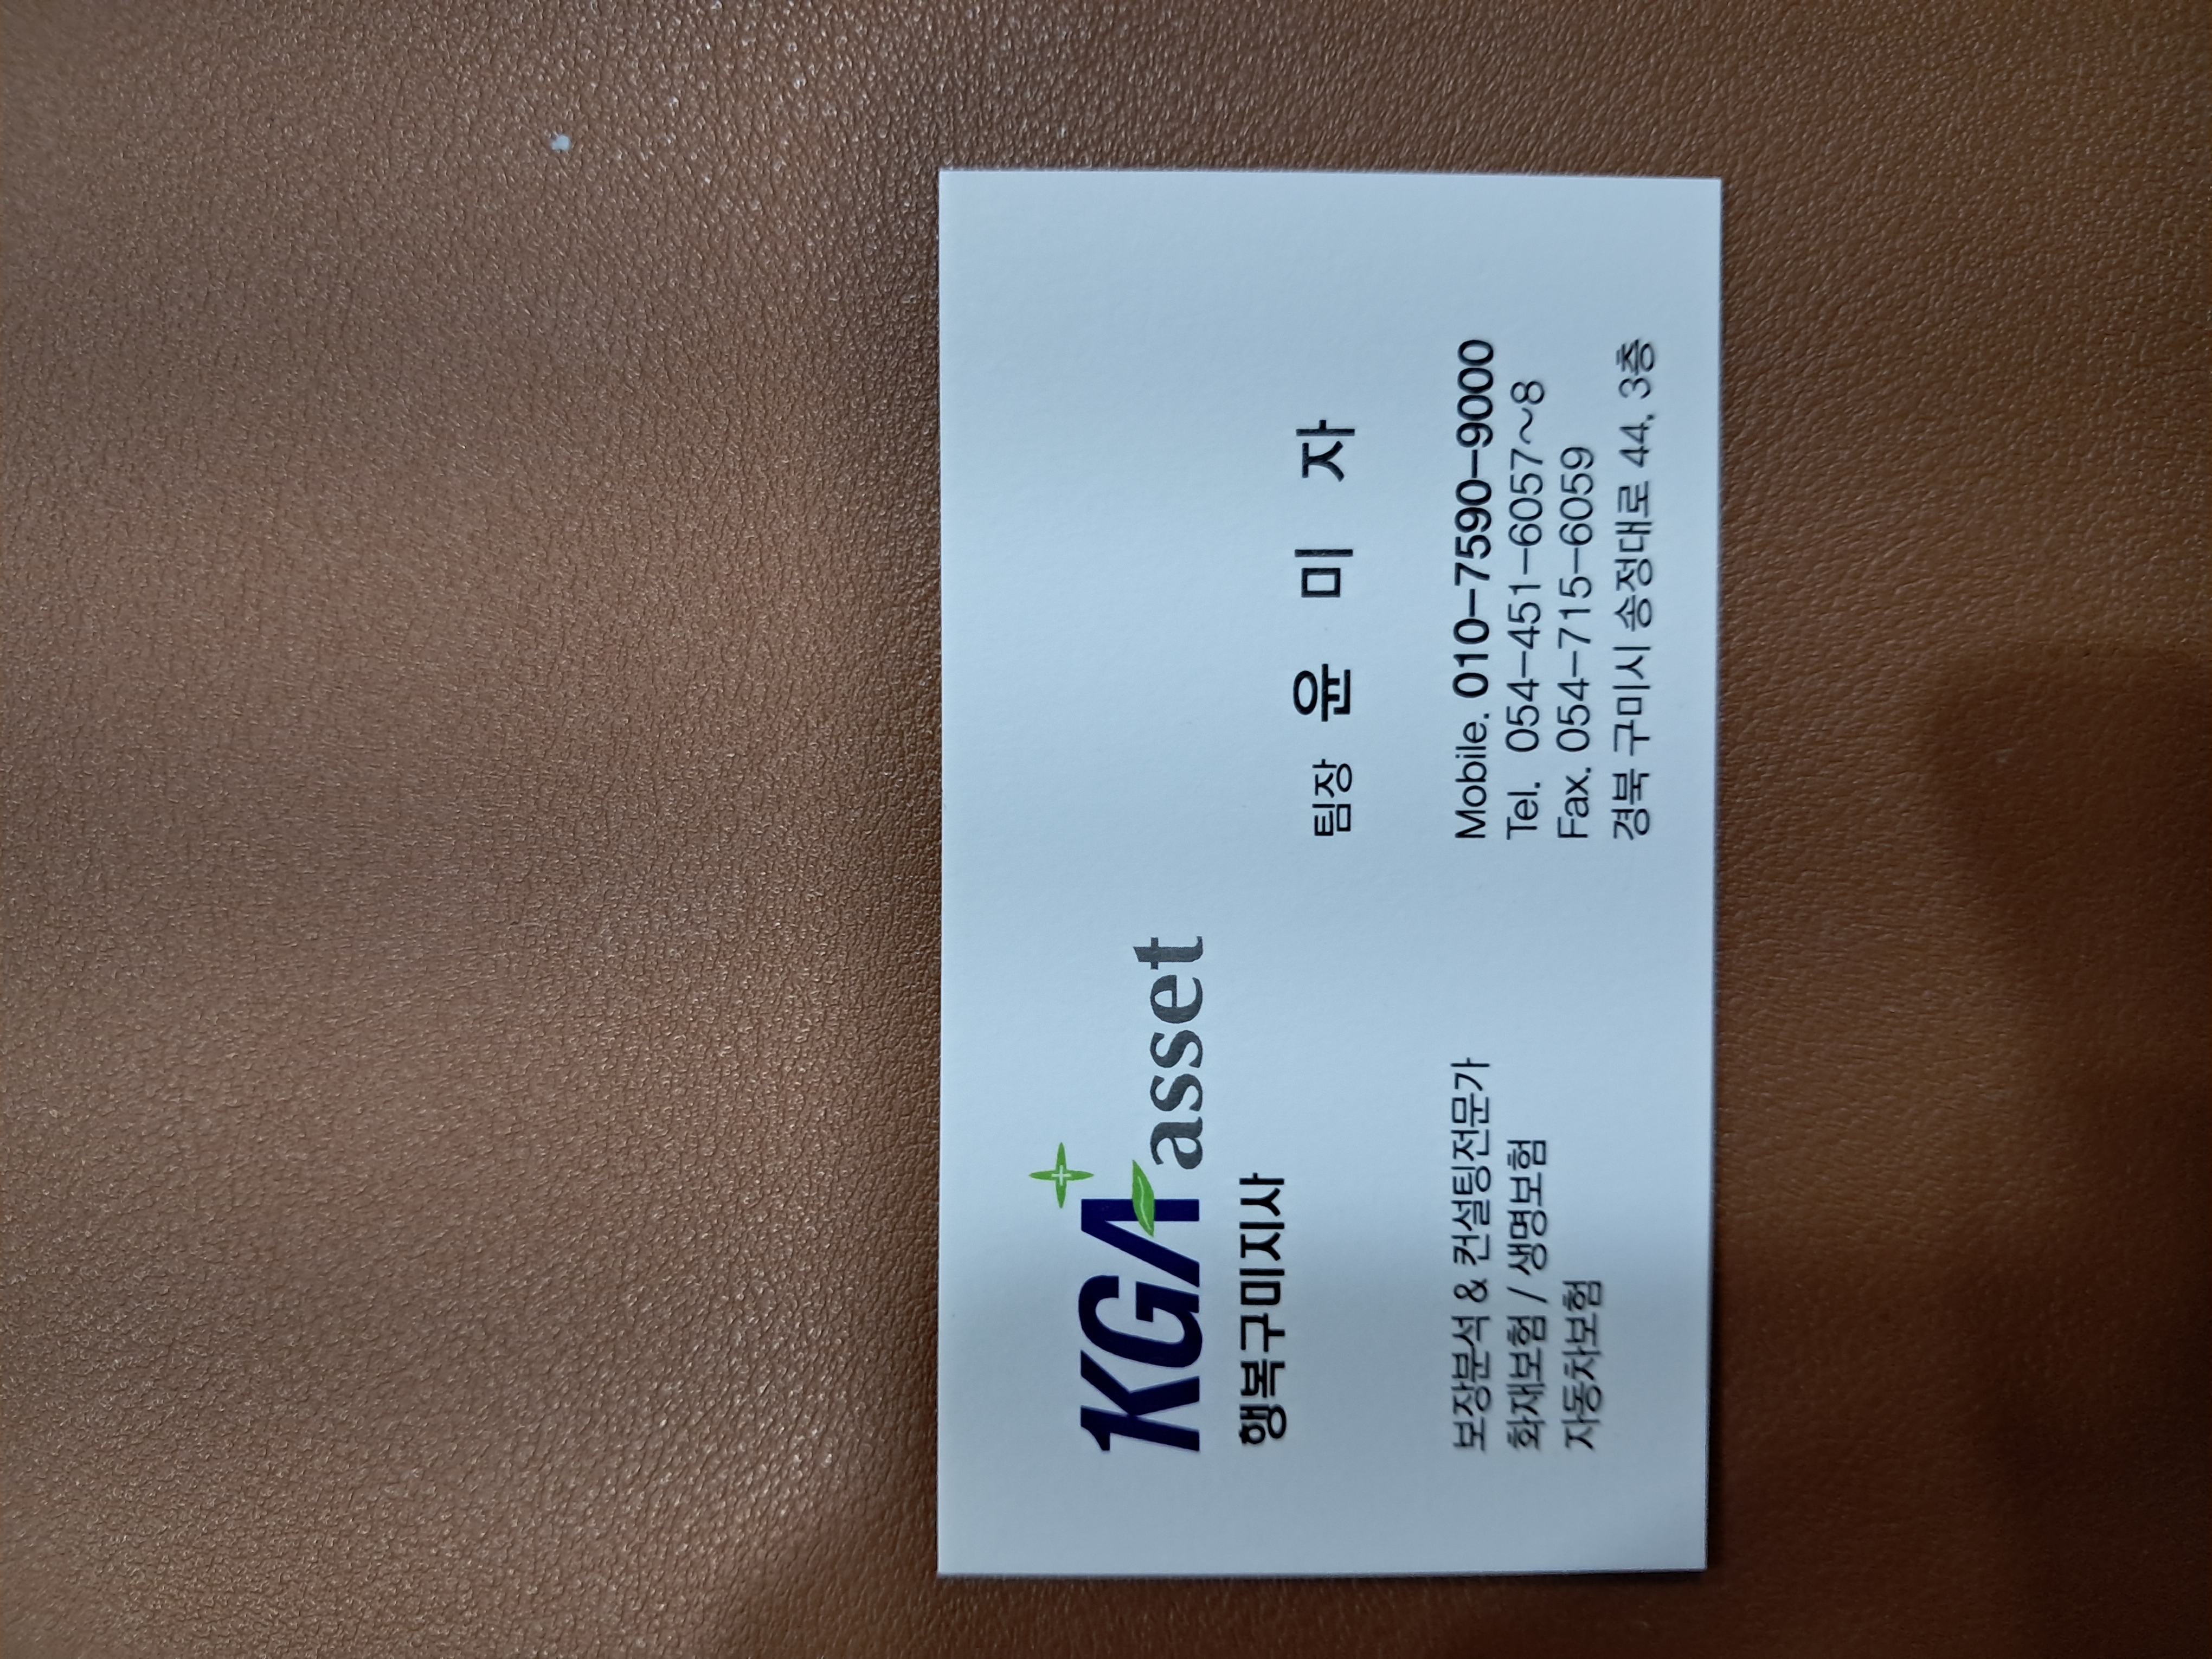 KGA asset
행복구미지사
팀장 윤 미 자
보장분석 & 컨설팅전문가
화재보험 / 생명보험
자동차보험
Mobile. 010-7590-9000
Tel. 054-451-6057~8
Fax. 054-715-6059
경북 구미시 송정대로 44, 3층